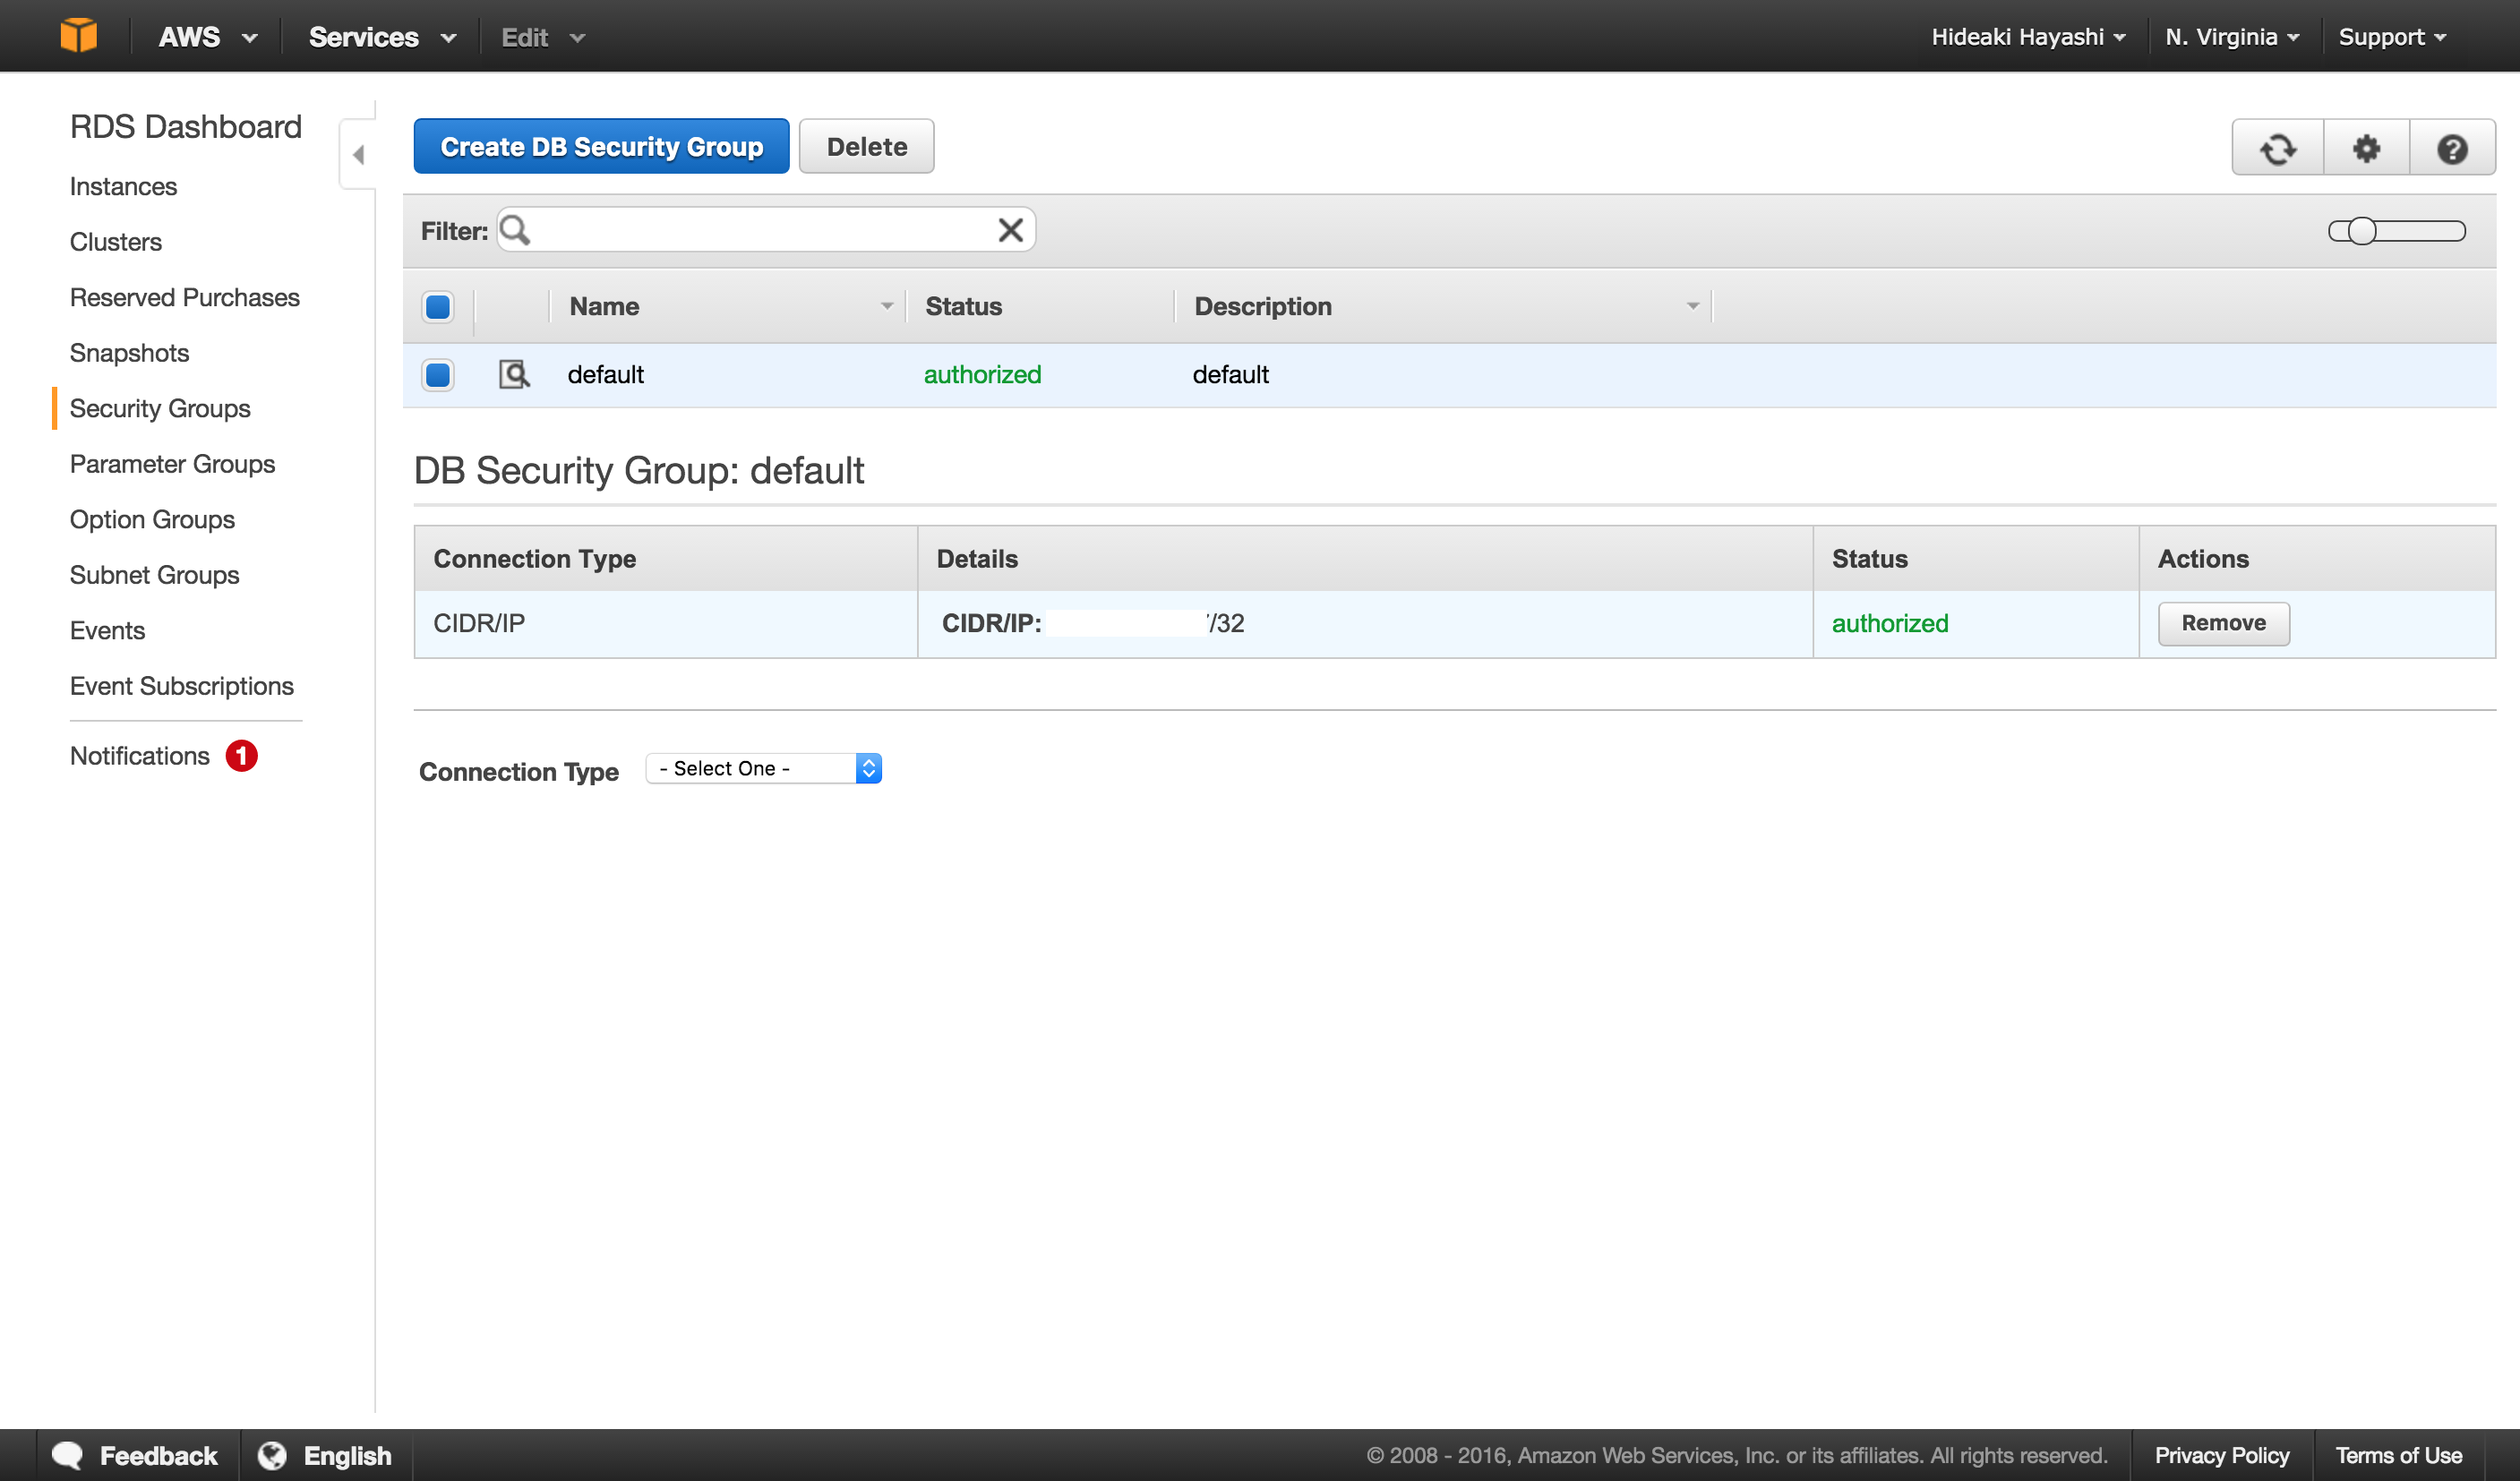 AWS Services Edit Hideaki Hayashi N. Virginia Support
RDS Dashboard
Instances
Clusters
Reserved Purchases
Snapshots
Security Groups
Parameter Groups
Option Groups
Subnet Groups
Events
Event Subscriptions
Notifications 1
Create DB Security Group Delete
Filter:
Name Status Description
default authorized default
DB Security Group: default
Connection Type Details Status Actions
CIDR/IP CIDR/IP: /32 authorized Remove
Connection Type - Select One -
Feedback English © 2008 - 2016, Amazon Web Services, Inc. or its affiliates. All rights reserved. Privacy Policy Terms of Use